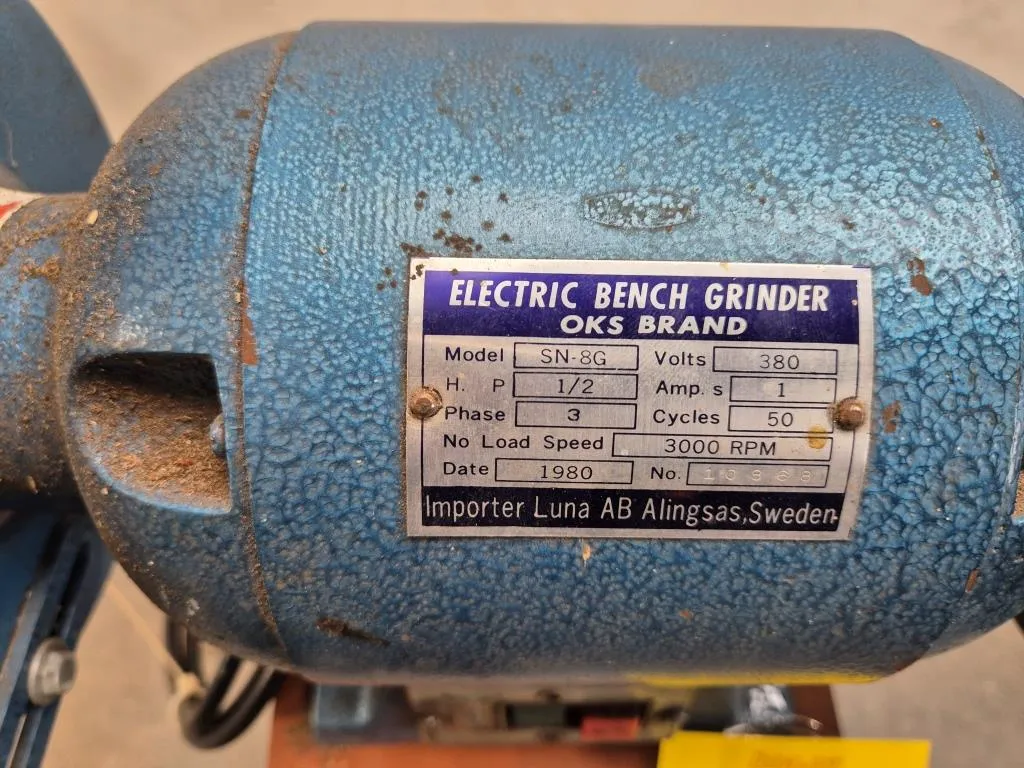 ELECTRIC BENCH GRINDER
OKS BRAND
Model SN-8G Volts 380
H. P 1/2 Amp. s 1
Phase 3 Cycles 50
No Load Speed 3000 RPM
Date 1980 No. 10968
Importer Luna AB Alingsas, Sweden